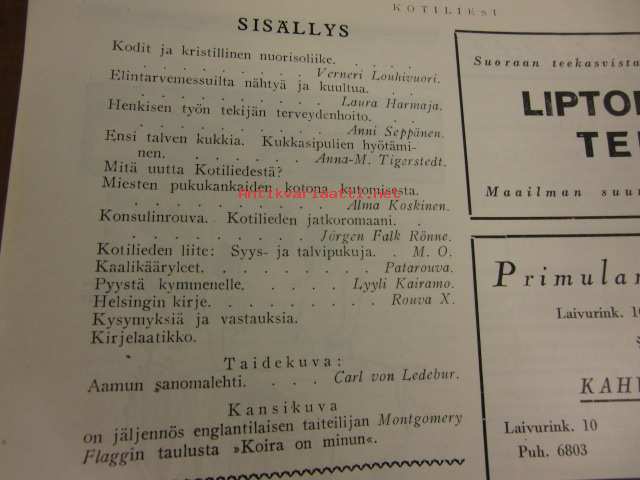 KOTILIESI
SISÄLLYS
Kodit ja kristillinen nuorisoliike. . . . .
. . . . . . . . Verneri Louhivuori.
Elintarvemessuilta nähtyä ja kuultua. . .
. . . . . . . . . Laura Harmaja.
Henkisen työn tekijän terveydenhoito. . .
. . . . . . . . . Anni Seppänen.
Ensi talven kukkia. Kukkasipulien hyötämi-
nen. . . . . . Anna-M. Tigerstedt.
Mitä uutta Kotiliedestä?
Miesten pukukankaiden kotona kutomisesta.
. . . . . . . . . Alma Koskinen.
Antikvariaatti.net
Konsulinrouva. Kotilieden jatkoromaani. .
. . . . . . . . Jörgen Falk Rönne.
Kotilieden liite: Syys- ja talvipukuja. . M. O.
Kaalikääryleet. . . . . . . . Patarouva.
Pyystä kymmenelle. . . . . Lyyli Kairamo.
Helsingin kirje. . . . . . . . Rouva X.
Kysymyksiä ja vastauksia.
Kirjelaatikko.
Taidekuva:
Aamun sanomalehti. . . . Carl von Ledebur.
Kansikuva
on jäljennös englantilaisen taiteilijan Montgomery
Flaggin taulusta »Koira on minun«.
Suoraan teekasvista
LIPTO
TE
Maailman suu
Primula
Laivurink. 10
KAH
Laivurink. 10
Puh. 6803